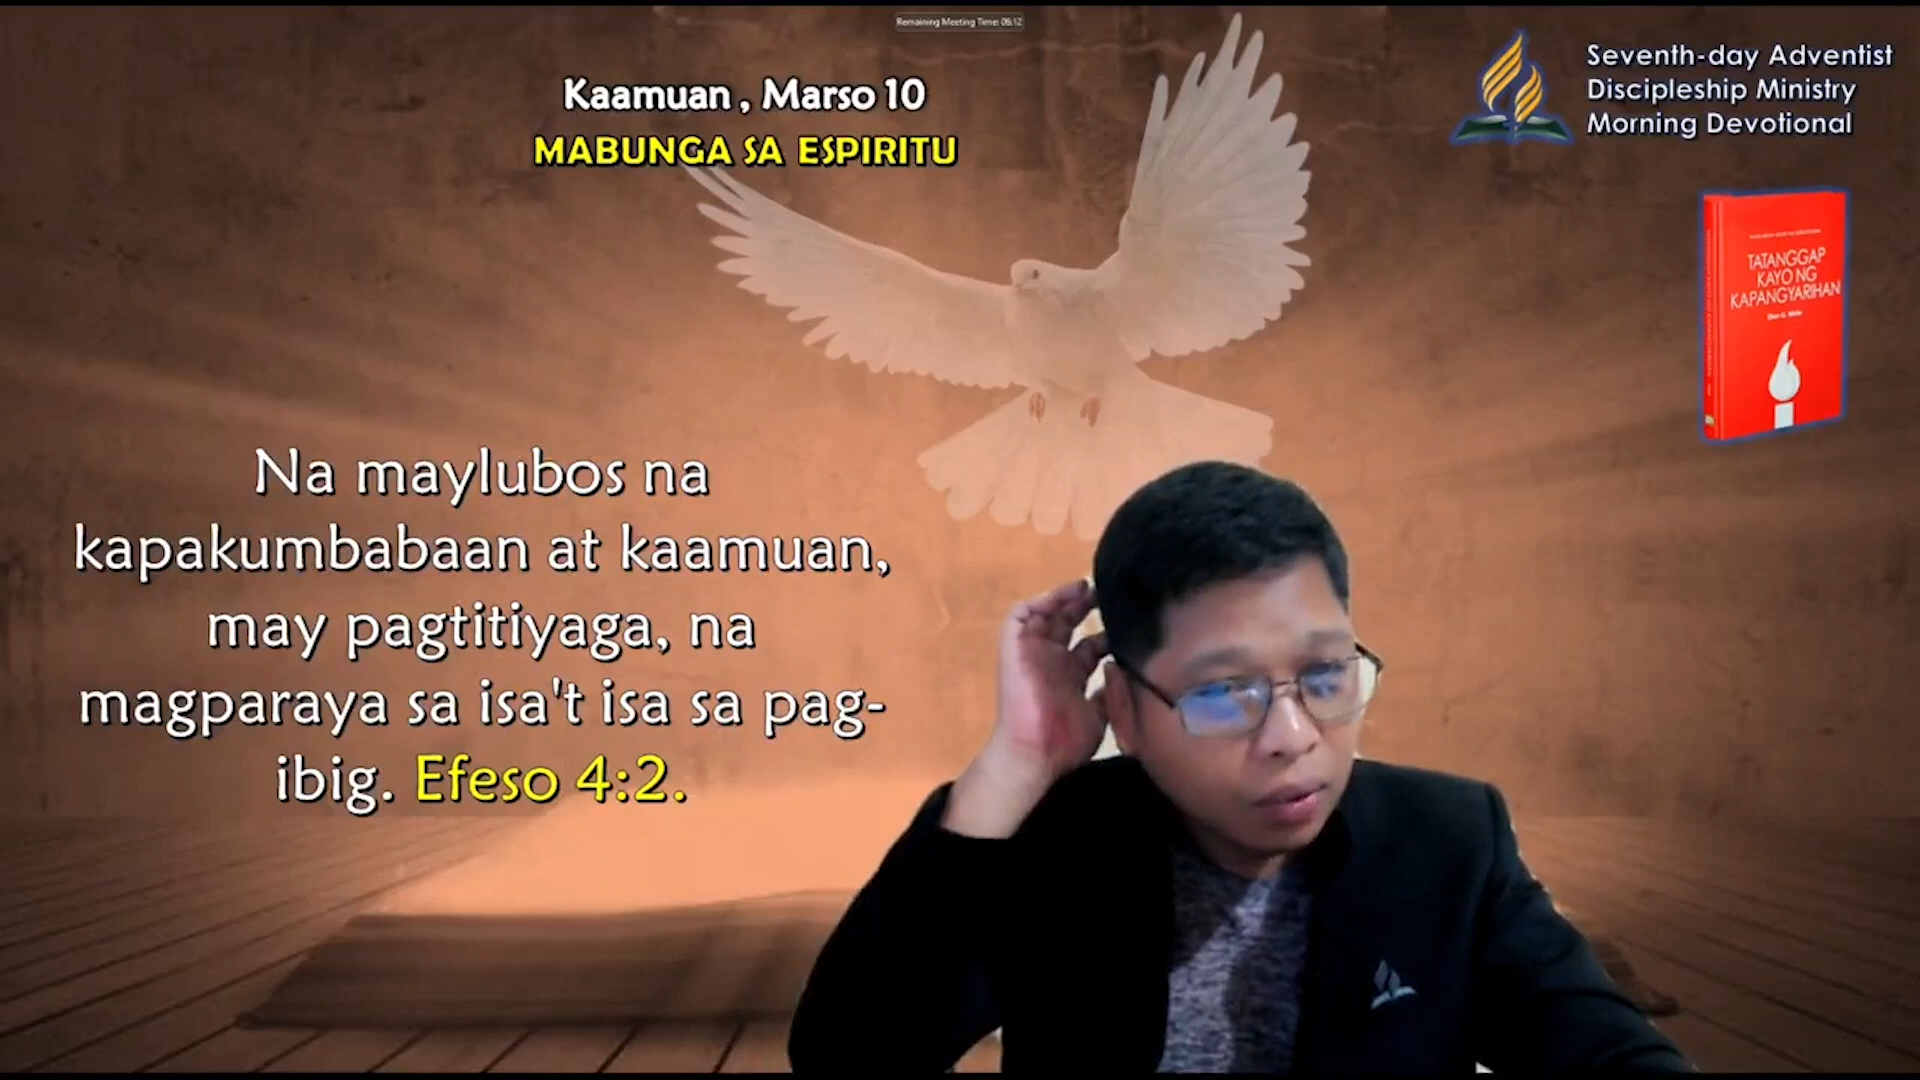 Remaining Meeting Time: 06:12
Kaamuan , Marso 10
MABUNGA SA ESPIRITU
Seventh-day Adventist
Discipleship Ministry
Morning Devotional
TATANGGAP
KAYO NG
KAPANGYARIHAN
Na maylubos na
kapakumbabaan at kaamuan,
may pagtitiyaga, na
magparaya sa isa't isa sa pag-
ibig. Efeso 4:2.